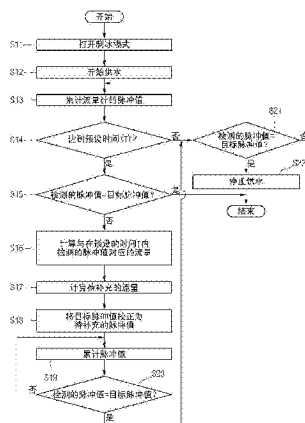 开始
S11
打开制冰模式
S12
开始供水
S13
累计流量计的脉冲值
S14
达到预设时间(T)?
否
是
S21
检测的脉冲值=
目标脉冲值?
否
是
S22
停止供水
结束
S15
检测的脉冲值=目标脉冲值?
是
否
S16
计算与在预设的时间T内
检测的脉冲值对应的流量
S17
计算待补充的流量
S18
将目标脉冲值校正为
待补充的脉冲值
累计脉冲值
S19
S20
检测的脉冲值=目标脉冲值?
否
是